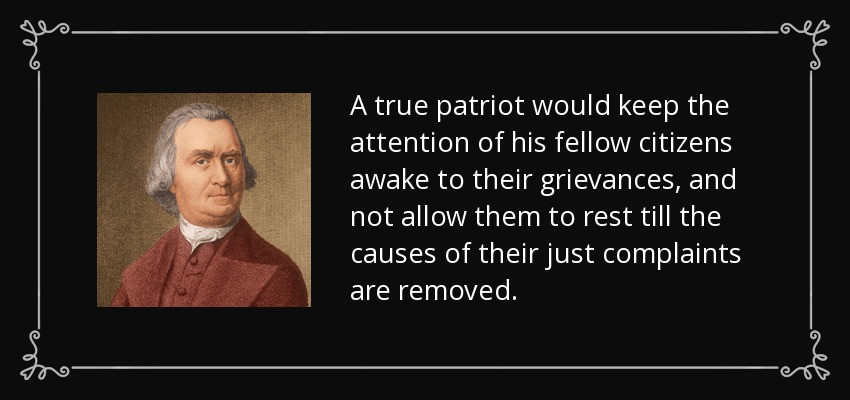 A true patriot would keep the
attention of his fellow citizens
awake to their grievances, and
not allow them to rest till the
causes of their just complaints
are removed.